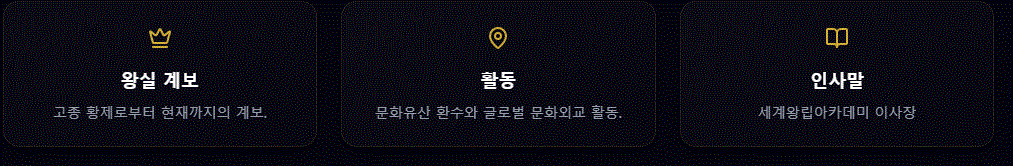 왕실 계보
고종 황제로부터 현재까지의 계보.
활동
문화유산 환수와 글로벌 문화외교 활동.
인사말
세계왕립아카데미 이사장